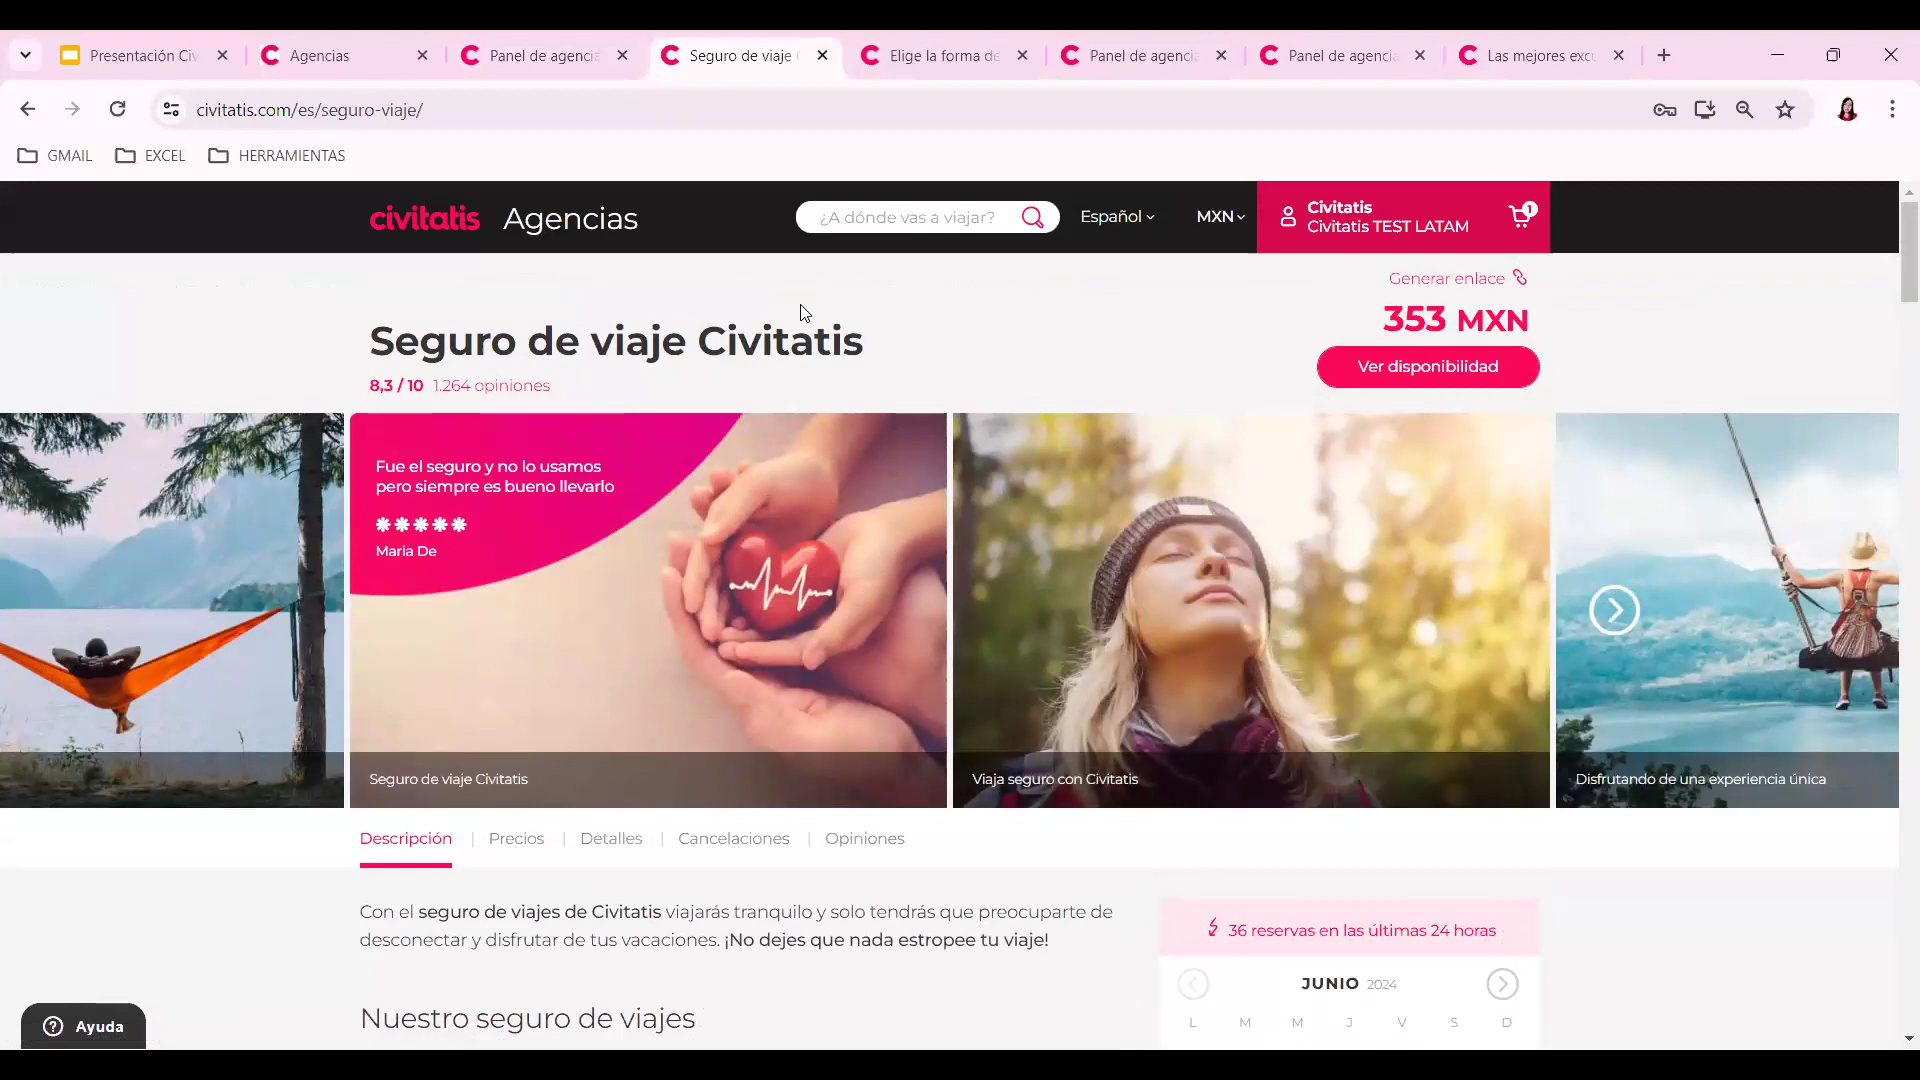 Presentación Civ
Agencias
Panel de agencia
Seguro de viaje
Elige la forma de
Panel de agencia
Panel de agencia
Las mejores excu
civitatis.com/es/seguro-viaje/
GMAIL
EXCEL
HERRAMIENTAS
civitatis Agencias
¿A dónde vas a viajar?
Español
MXN
Civitatis
Civitatis TEST LATAM
1
Generar enlace
353 MXN
Ver disponibilidad
Seguro de viaje Civitatis
8,3 / 10 1.264 opiniones
Fue el seguro y no lo usamos
pero siempre es bueno llevarlo
Maria De
Seguro de viaje Civitatis
Viaja seguro con Civitatis
Disfrutando de una experiencia única
Descripción | Precios | Detalles | Cancelaciones | Opiniones
Con el seguro de viajes de Civitatis viajarás tranquilo y solo tendrás que preocuparte de
desconectar y disfrutar de tus vacaciones. ¡No dejes que nada estropee tu viaje!
36 reservas en las últimas 24 horas
JUNIO 2024
L M M J V S D
Nuestro seguro de viajes
Ayuda